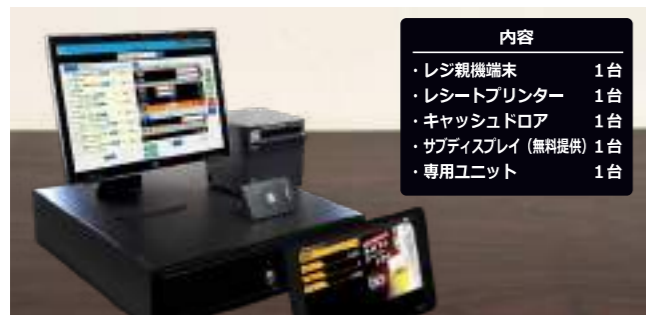 内容
・レジ親機端末 1台
・レシートプリンター 1台
・キャッシュドロア 1台
・サブディスプレイ（無料提供）1台
・専用ユニット 1台